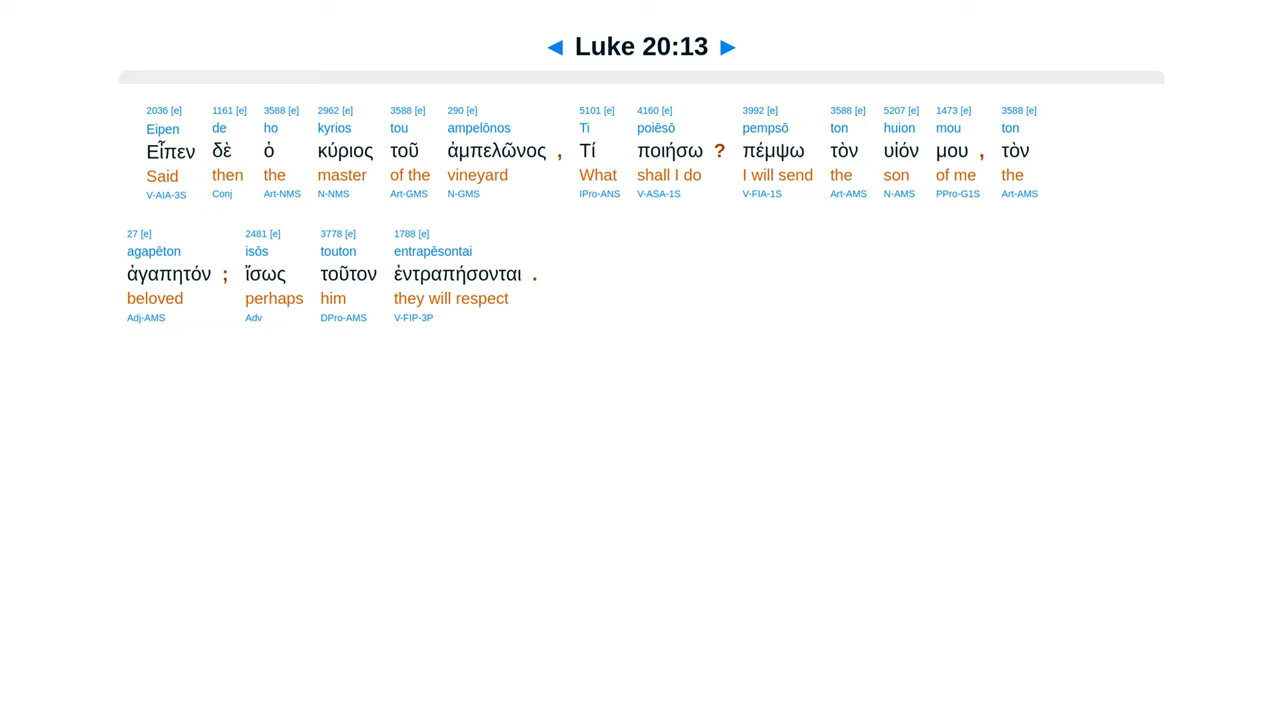 ◄ Luke 20:13 ►
2036 [e] 1161 [e] 3588 [e] 2962 [e] 3588 [e] 290 [e] 5101 [e] 4160 [e] 3992 [e] 3588 [e] 5207 [e] 1473 [e] 3588 [e]
Eipen de ho kyrios tou ampelōnos Ti poiēsō pempsō ton huion mou ton
Εἶπεν δὲ ὁ κύριος τοῦ ἀμπελῶνος , Τί ποιήσω ? πέμψω τὸν υἱόν μου , τὸν
Said then the master of the vineyard What shall I do I will send the son of me the
V-AIA-3S Conj Art-NMS N-NMS Art-GMS N-GMS IPro-ANS V-ASA-1S V-FIA-1S Art-AMS N-AMS PPro-G1S Art-AMS
27 [e] 2481 [e] 3778 [e] 1788 [e]
agapēton isōs touton entrapēsontai
ἀγαπητόν ; ἴσως τοῦτον ἐντραπήσονται .
beloved perhaps him they will respect
Adj-AMS Adv DPro-AMS V-FIP-3P